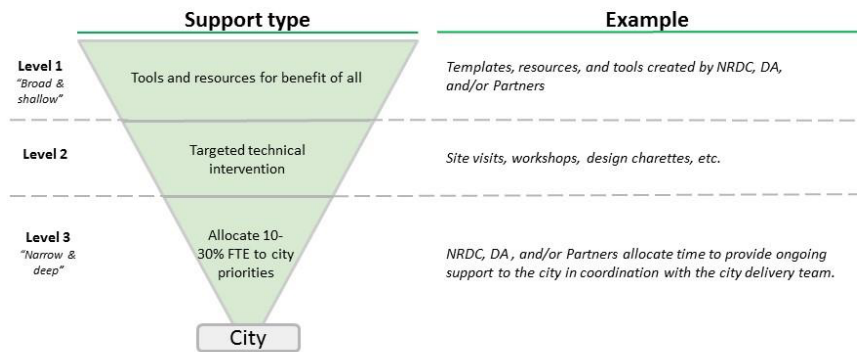 Support type
Example
Level 1
"Broad &
shallow"
Tools and resources for benefit of all
Templates, resources, and tools created by NRDC, DA,
and/or Partners
Level 2
Targeted technical
intervention
Site visits, workshops, design charettes, etc.
Level 3
"Narrow &
deep"
Allocate 10-
30% FTE to city
priorities
NRDC, DA , and/or Partners allocate time to provide ongoing
support to the city in coordination with the city delivery team.
City